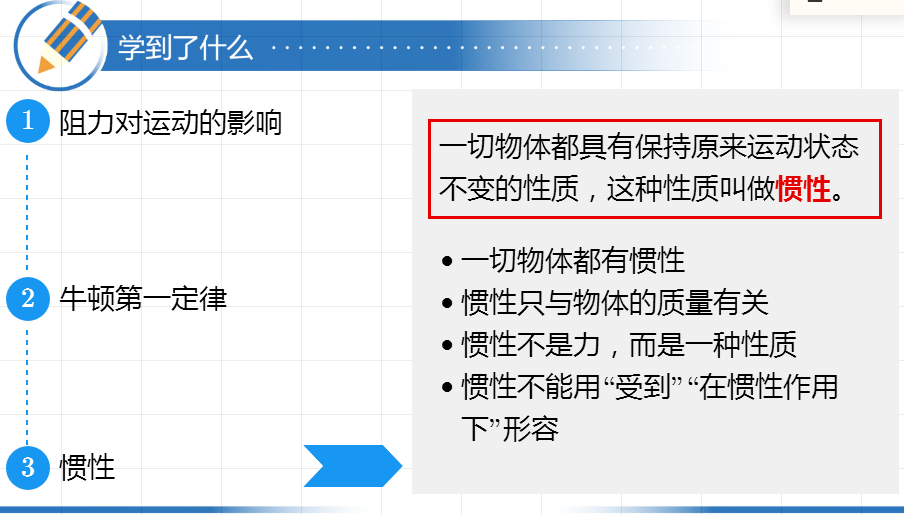 学到了什么
1 阻力对运动的影响
2 牛顿第一定律
3 惯性
一切物体都具有保持原来运动状态
不变的性质，这种性质叫做惯性。
•一切物体都有惯性
•惯性只与物体的质量有关
•惯性不是力，而是一种性质
•惯性不能用“受到”“在惯性作用
下”形容